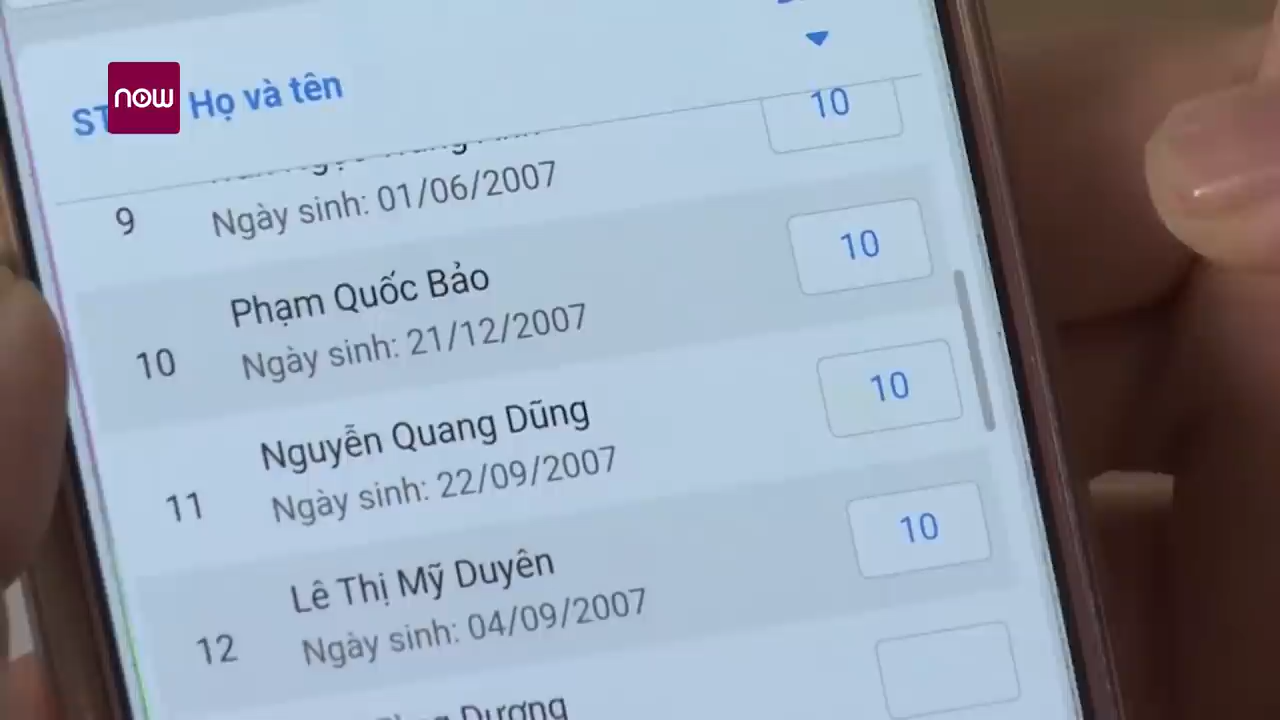 now
ST Họ và tên
10
9
Ngày sinh: 01/06/2007
Phạm Quốc Bảo
10
10
Ngày sinh: 21/12/2007
Nguyễn Quang Dũng
10
11
Ngày sinh: 22/09/2007
Lê Thị Mỹ Duyên
10
12
Ngày sinh: 04/09/2007
Dương